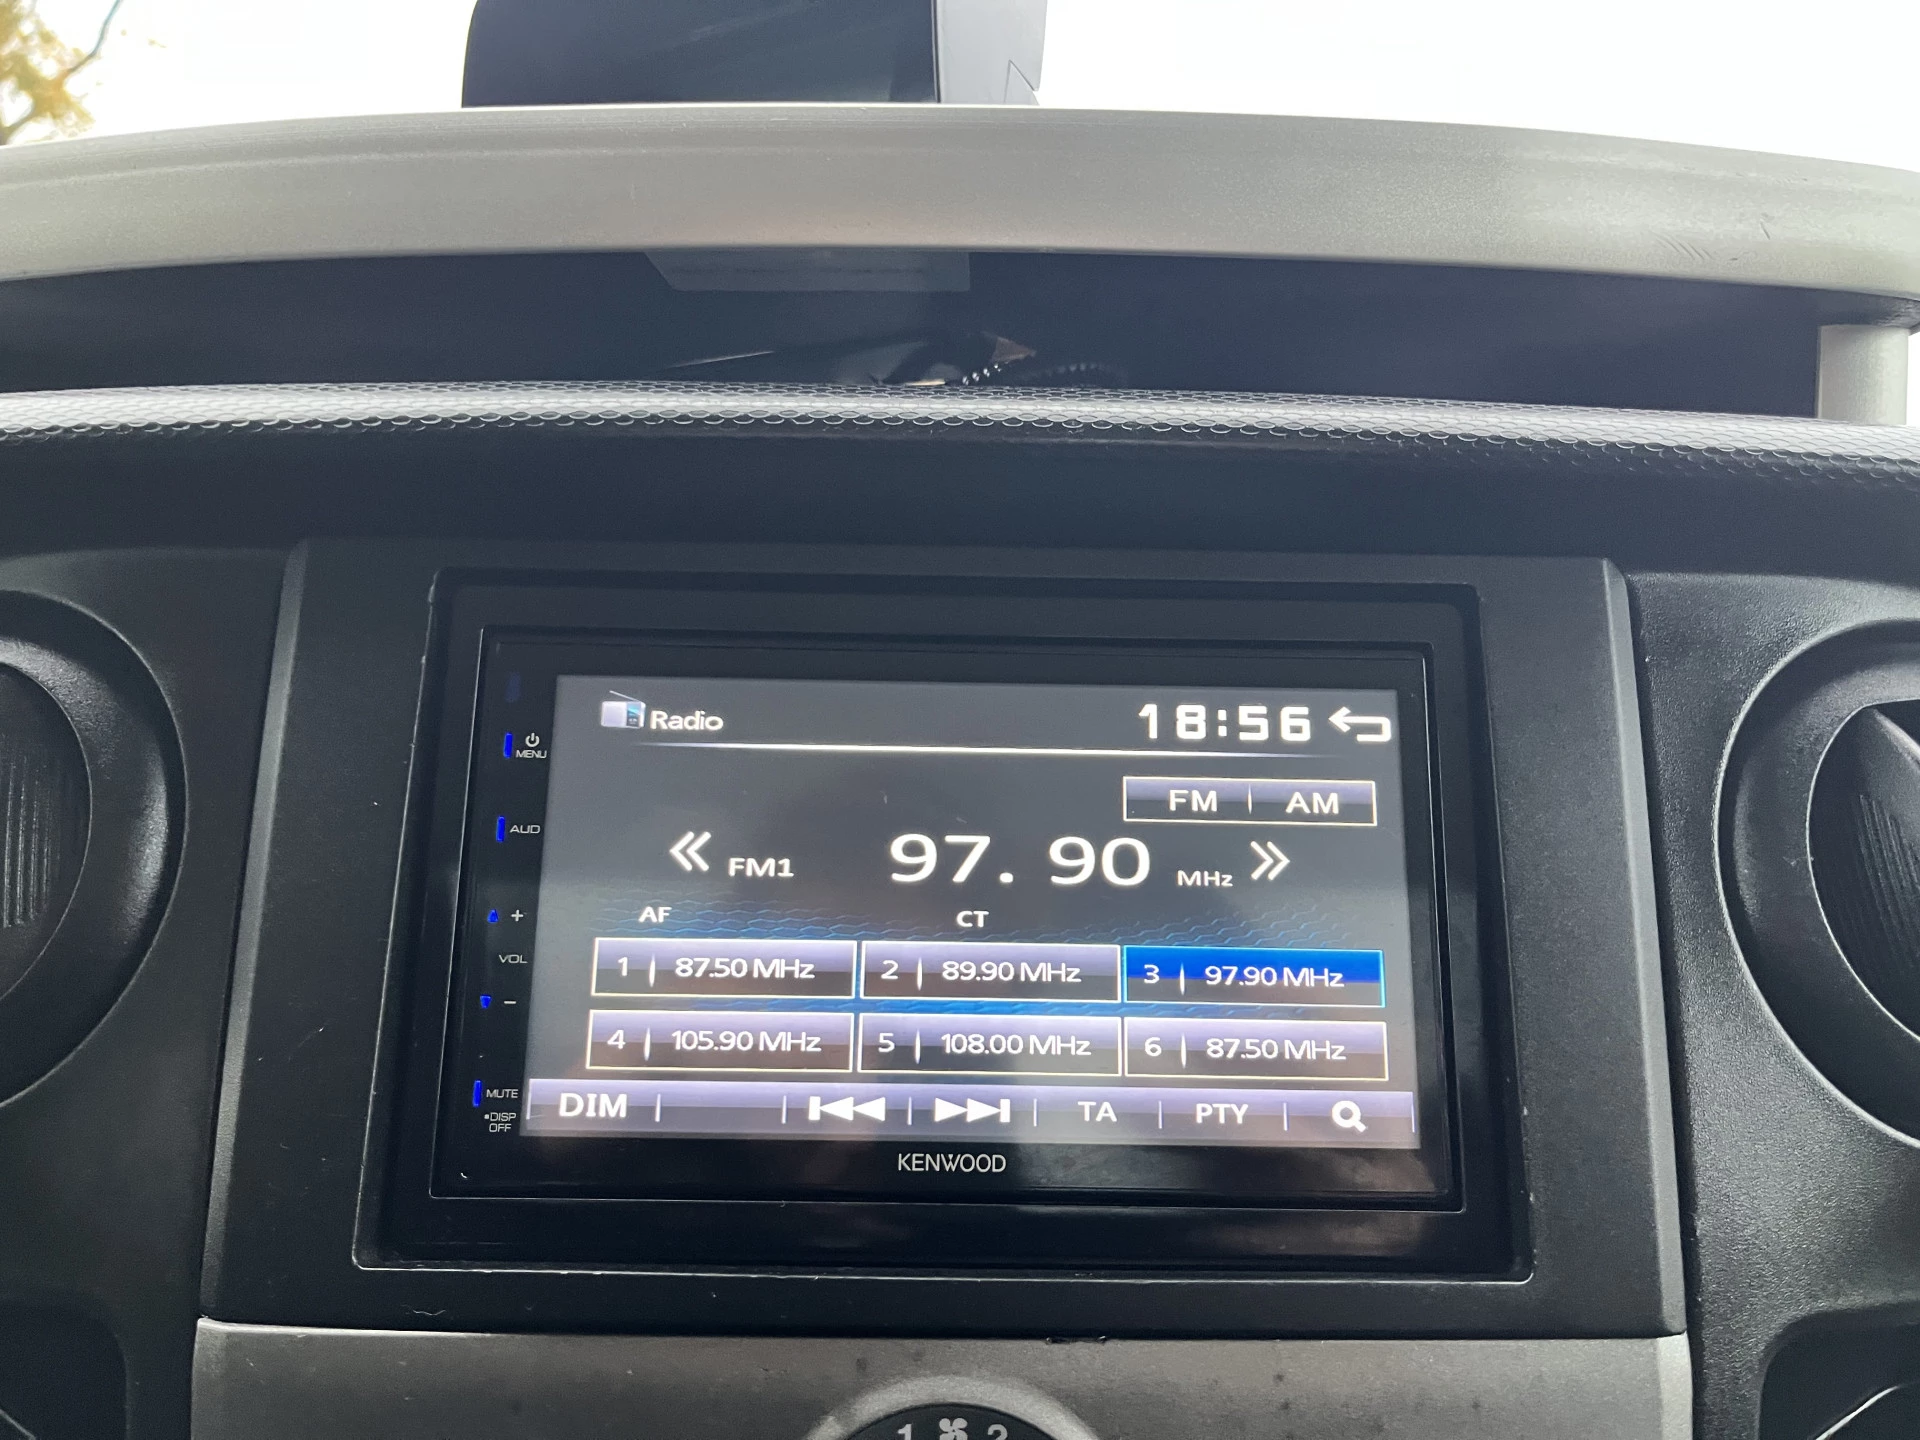 Radio 18:56
MENU
FM | AM
AUD
FM1 97.90 MHz
AF CT
+
1 | 87.50 MHz 2 | 89.90 MHz 3 | 97.90 MHz
VOL
−
4 | 105.90 MHz 5 | 108.00 MHz 6 | 87.50 MHz
MUTE
•DISP
OFF
DIM TA PTY
KENWOOD
1 2